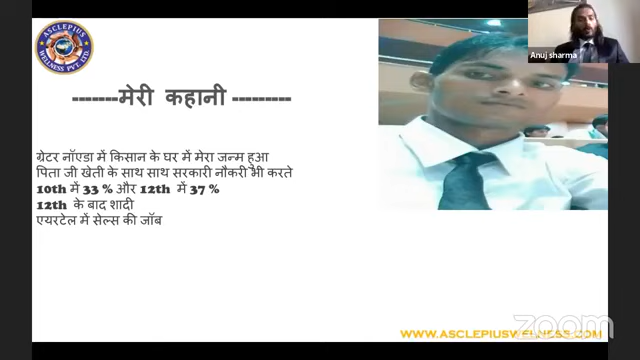 ASCLEPIUS
WELLNESS PVT. LTD.
-------मेरी कहानी ---------
ग्रेटर नॉएडा में किसान के घर में मेरा जन्म हुआ
पिता जी खेती के साथ साथ सरकारी नौकरी भी करते
10th में 33 % और 12th में 37 %
12th के बाद शादी
एयरटेल में सेल्स की जॉब
Anuj sharma
zoom
WWW.ASCLEPIUSWELLNESS.COM